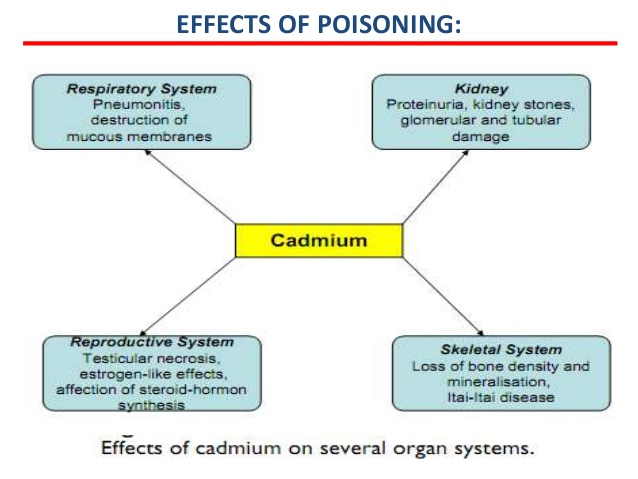 EFFECTS OF POISONING:
Respiratory System
Pneumonitis,
destruction of
mucous membranes
Kidney
Proteinuria, kidney stones,
glomerular and tubular
damage
Cadmium
Reproductive System
Testicular necrosis,
estrogen-like effects,
affection of steroid-hormon
synthesis
Skeletal System
Loss of bone density and
mineralisation,
Itai-Itai disease
Effects of cadmium on several organ systems.